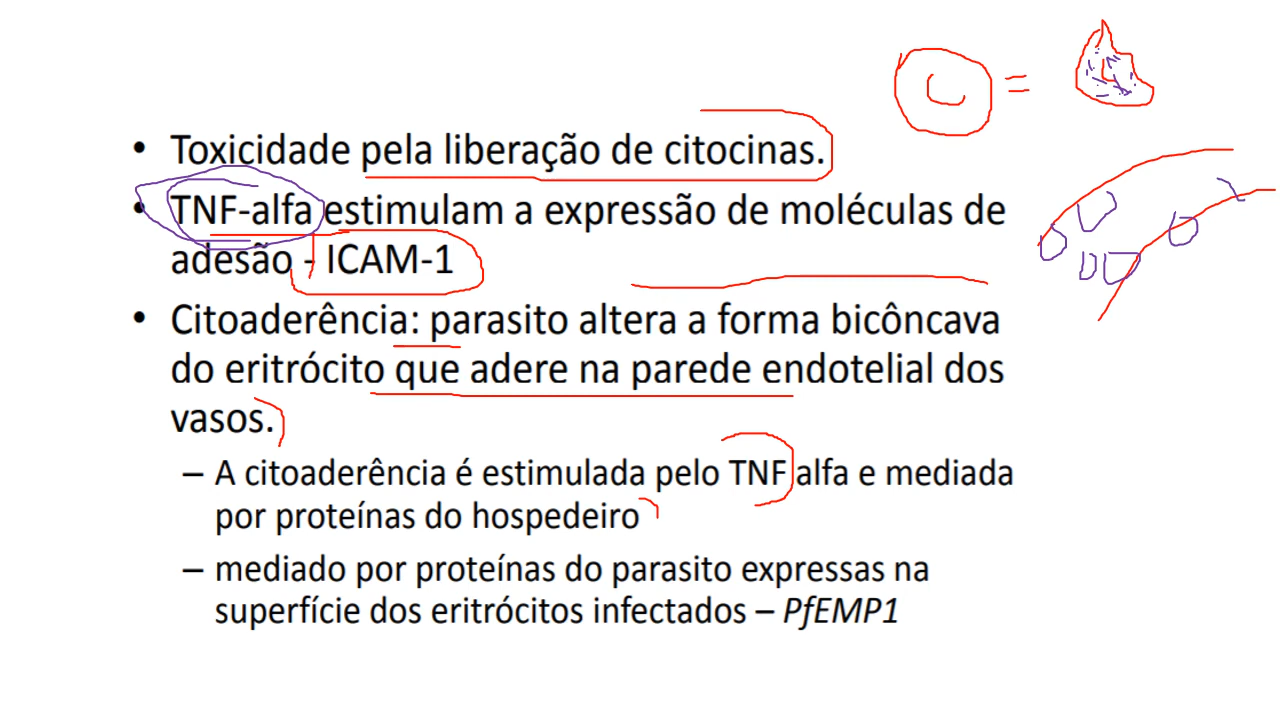 • Toxicidade pela liberação de citocinas.
• TNF-alfa estimulam a expressão de moléculas de
adesão - ICAM-1
• Citoaderência: parasito altera a forma bicôncava
do eritrócito que adere na parede endotelial dos
vasos.
– A citoaderência é estimulada pelo TNF alfa e mediada
por proteínas do hospedeiro
– mediado por proteínas do parasito expressas na
superfície dos eritrócitos infectados – PfEMP1